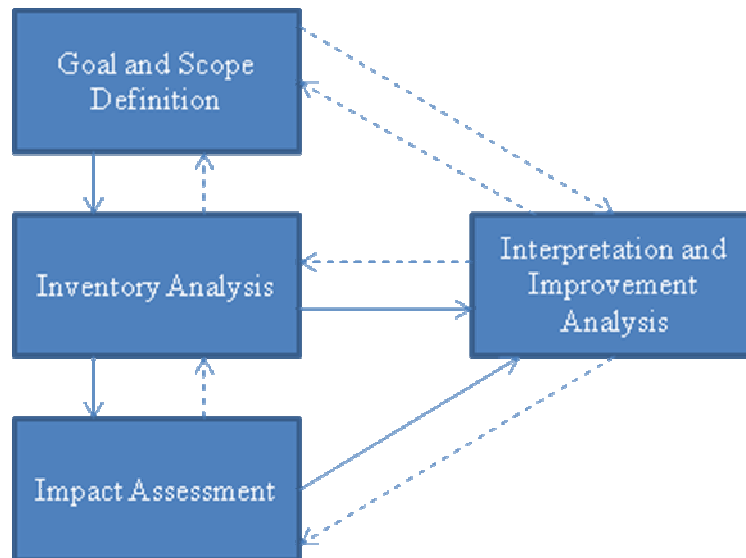 Goal and Scope
Definition
Inventory Analysis
Interpretation and
Improvement
Analysis
Impact Assessment